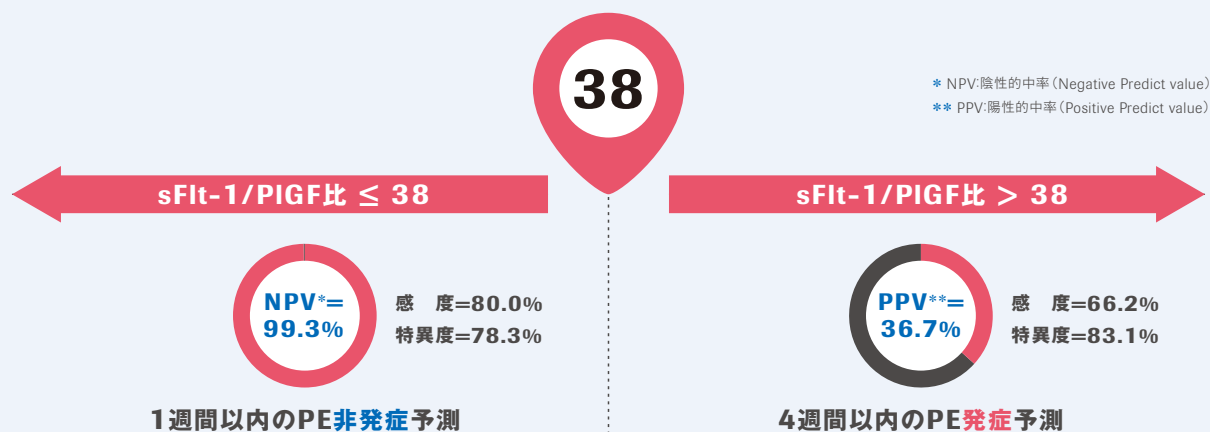 38
* NPV:陰性的中率(Negative Predict value)
** PPV:陽性的中率(Positive Predict value)
sFlt-1/PlGF比 ≤ 38
NPV*=
99.3%
感 度=80.0%
特異度=78.3%
1週間以内のPE非発症予測
sFlt-1/PlGF比 > 38
PPV**=
36.7%
感 度=66.2%
特異度=83.1%
4週間以内のPE発症予測